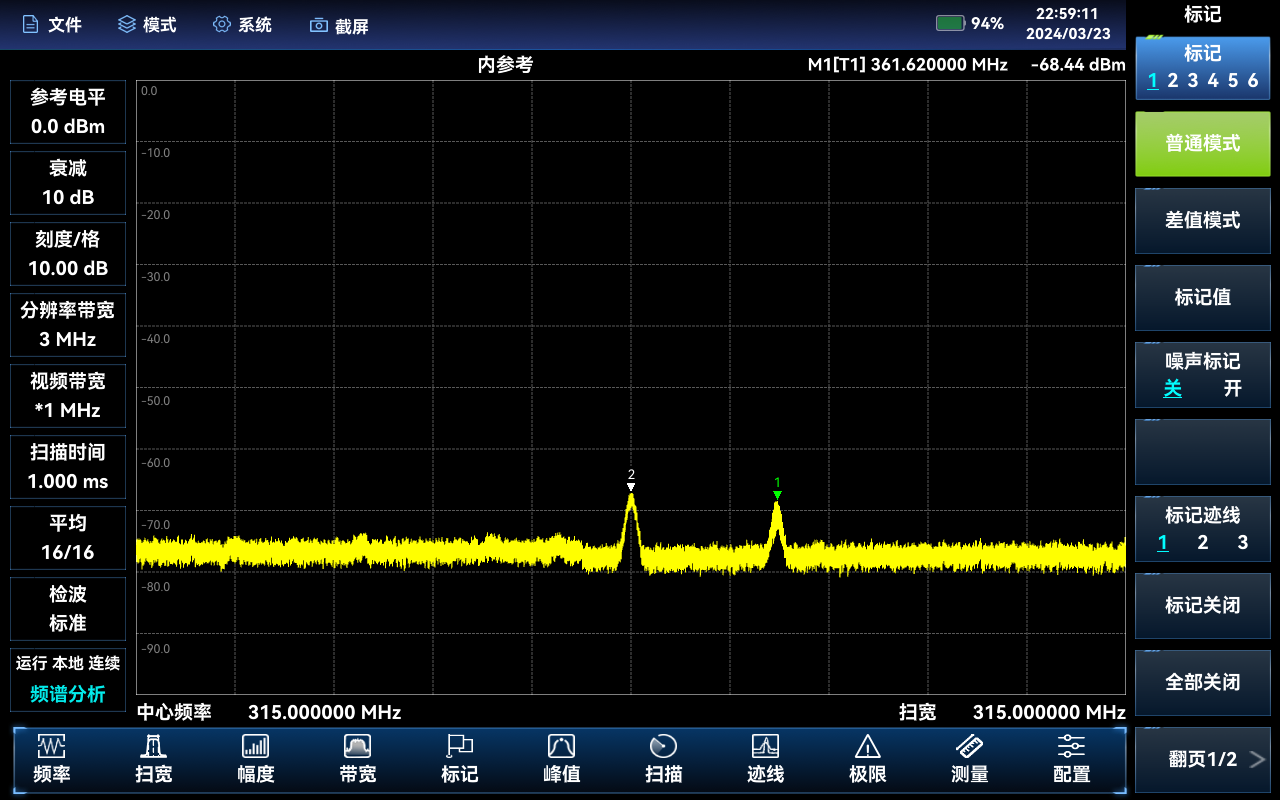 文件 模式 系统 截屏 94% 22:59:11
2024/03/23
标记
内参考 M1[T1] 361.620000 MHz -68.44 dBm
标记
1 2 3 4 5 6
普通模式
差值模式
标记值
噪声标记
关 开
标记迹线
1 2 3
标记关闭
全部关闭
翻页1/2
参考电平
0.0 dBm
衰减
10 dB
刻度/格
10.00 dB
分辨率带宽
3 MHz
视频带宽
*1 MHz
扫描时间
1.000 ms
平均
16/16
检波
标准
运行 本地 连续
频谱分析
0.0
-10.0
-20.0
-30.0
-40.0
-50.0
-60.0
-70.0
-80.0
-90.0
2
1
中心频率 315.000000 MHz 扫宽 315.000000 MHz
频率 扫宽 幅度 带宽 标记 峰值 扫描 迹线 极限 测量 配置